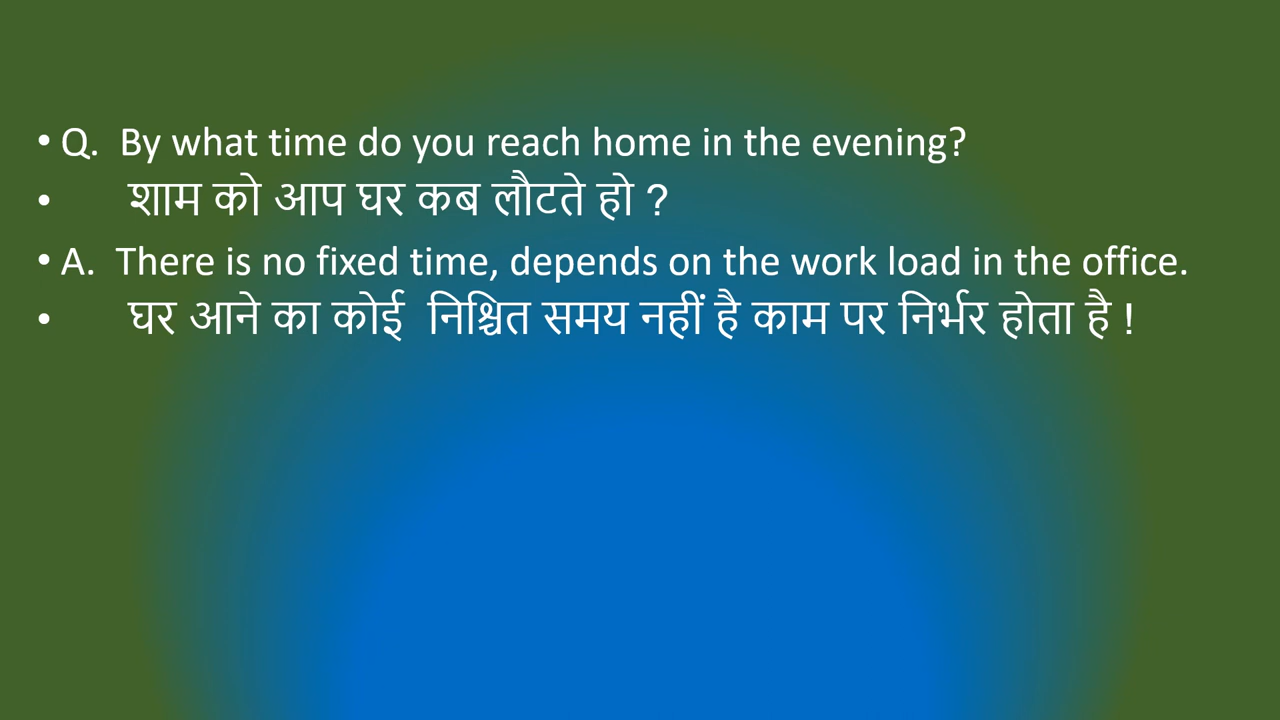 • Q. By what time do you reach home in the evening?
• शाम को आप घर कब लौटते हो ?
• A. There is no fixed time, depends on the work load in the office.
• घर आने का कोई निश्चित समय नहीं है काम पर निर्भर होता है !